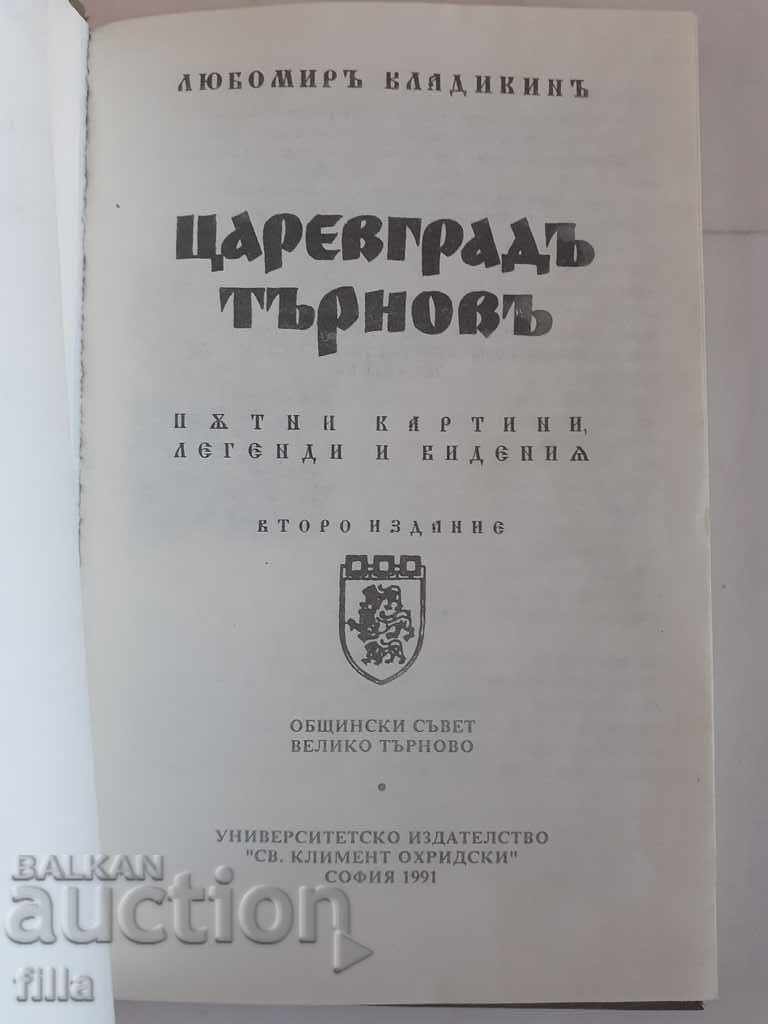 ЛЮБОМИРЪ ВЛАДИКИНЪ
ЦАРЕВГРАДЪ
ТЪРНОВЪ
ПѪТНИ КАРТИНИ,
ЛЕГЕНДИ И ВИДЕНИѨ
ВТОРО ИЗДАНИЕ
ОБЩИНСКИ СЪВЕТ
ВЕЛИКО ТЪРНОВО
УНИВЕРСИТЕТСКО ИЗДАТЕЛСТВО
"СВ. КЛИМЕНТ ОХРИДСКИ"
СОФИЯ 1991
BALKAN
auction
filla